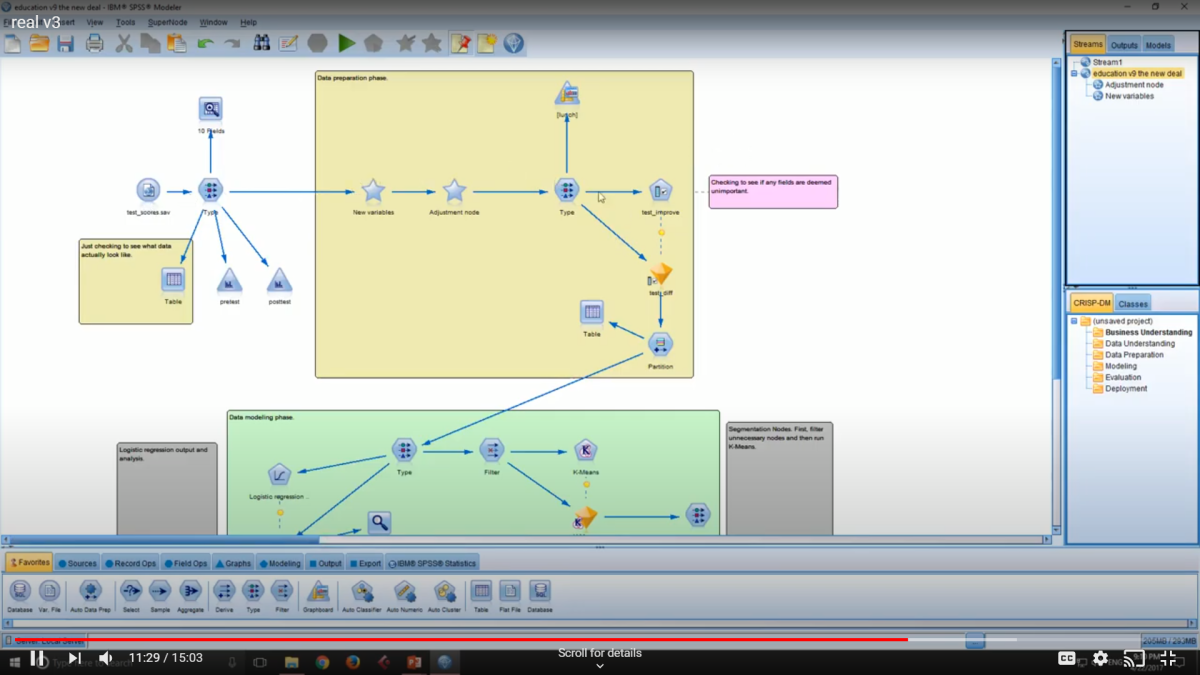 education v9 the new deal - IBM® SPSS® Modeler
real v3
Insert View Tools SuperNode Window Help
Data preparation phase.
10 Fields
[lunch]
test_scores.sav
Type
New variables
Adjustment node
Type
test_improve
Checking to see if any fields are deemed
unimportant.
Just checking to see what data
actually look like.
Table
pretest
posttest
test_diff
Table
Partition
Data modeling phase.
Logistic regression output and
analysis.
Type
Filter
K-Means
Logistic regression ..
Segmentation Nodes. First, filter
unnecessary nodes and then run
K-Means.
Streams Outputs Models
Stream1
education v9 the new deal
Adjustment node
New variables
CRISP-DM Classes
(unsaved project)
Business Understanding
Data Understanding
Data Preparation
Modeling
Evaluation
Deployment
Favorites Sources Record Ops Field Ops Graphs Modeling Output Export IBM® SPSS® Statistics
Database Var. File Auto Data Prep Select Sample Aggregate Derive Type Filter Graphboard Auto Classifier Auto Numeric Auto Cluster Table Flat File Database
Server: Local Server
11:29 / 15:03
Scroll for details
CC